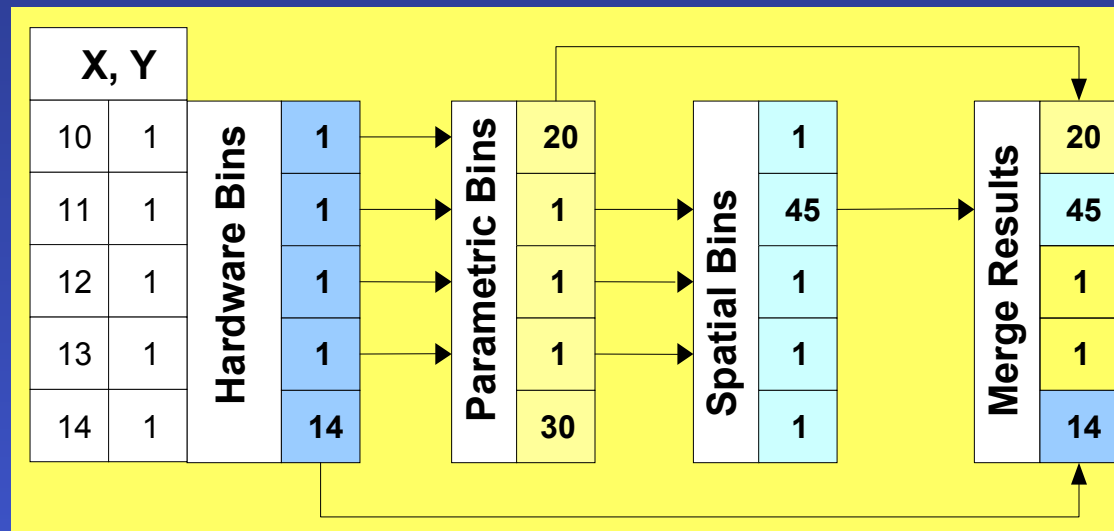 X, Y
Hardware Bins
Parametric Bins
Spatial Bins
Merge Results
10 1 1 20 1 20
11 1 1 1 45 45
12 1 1 1 1 1
13 1 1 1 1 1
14 1 14 30 1 14